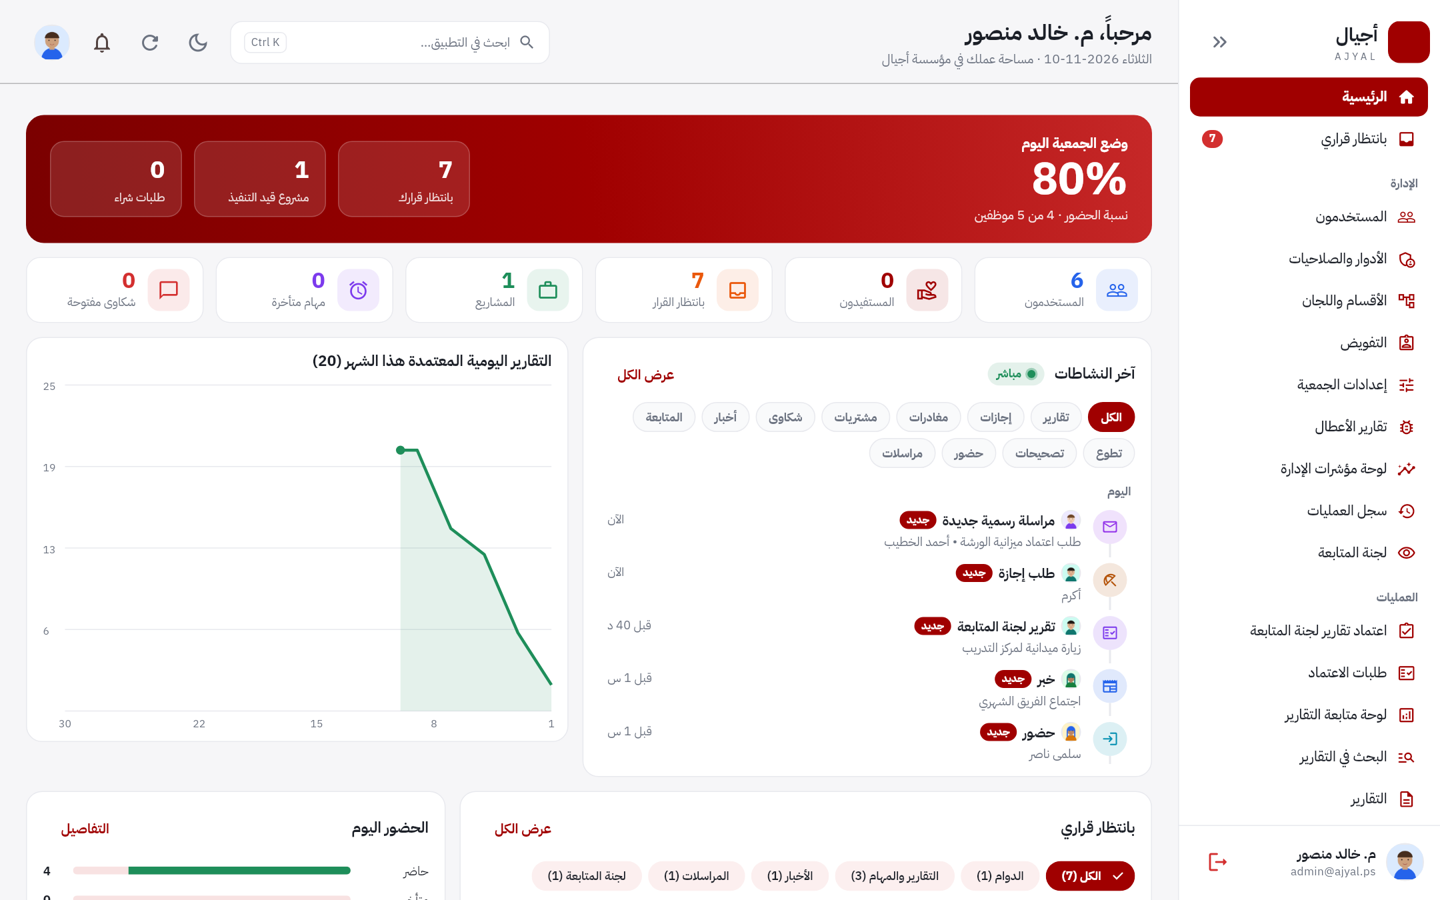 أجيال
AJYAL
الرئيسية
بانتظار قراري
7
الإدارة
المستخدمون
الأدوار والصلاحيات
الأقسام واللجان
التفويض
إعدادات الجمعية
تقارير الأعطال
لوحة مؤشرات الإدارة
سجل العمليات
لجنة المتابعة
العمليات
اعتماد تقارير لجنة المتابعة
طلبات الاعتماد
لوحة متابعة التقارير
البحث في التقارير
التقارير
م. خالد منصور
admin@ajyal.ps
مرحباً، م. خالد منصور
الثلاثاء 2026-11-10 · مساحة عملك في مؤسسة أجيال
ابحث في التطبيق...
Ctrl K
وضع الجمعية اليوم
80%
نسبة الحضور · 4 من 5 موظفين
7
بانتظار قرارك
1
مشروع قيد التنفيذ
0
طلبات شراء
6
المستخدمون
0
المستفيدون
7
بانتظار القرار
1
المشاريع
0
مهام متأخرة
0
شكاوى مفتوحة
آخر النشاطات
مباشر
عرض الكل
الكل
تقارير
إجازات
مغادرات
مشتريات
شكاوى
أخبار
المتابعة
تطوع
تصحيحات
حضور
مراسلات
اليوم
مراسلة رسمية جديدة جديد
الآن
طلب اعتماد ميزانية الورشة • أحمد الخطيب
طلب إجازة جديد
الآن
أكرم
تقرير لجنة المتابعة جديد
قبل 40 د
زيارة ميدانية لمركز التدريب
خبر جديد
قبل 1 س
اجتماع الفريق الشهري
حضور جديد
قبل 1 س
سلمى ناصر
التقارير اليومية المعتمدة هذا الشهر (20)
25
19
13
6
30 22 15 8 1
بانتظار قراري
عرض الكل
الكل (7)
الدوام (1)
التقارير والمهام (3)
الأخبار (1)
المراسلات (1)
لجنة المتابعة (1)
الحضور اليوم
التفاصيل
حاضر
4